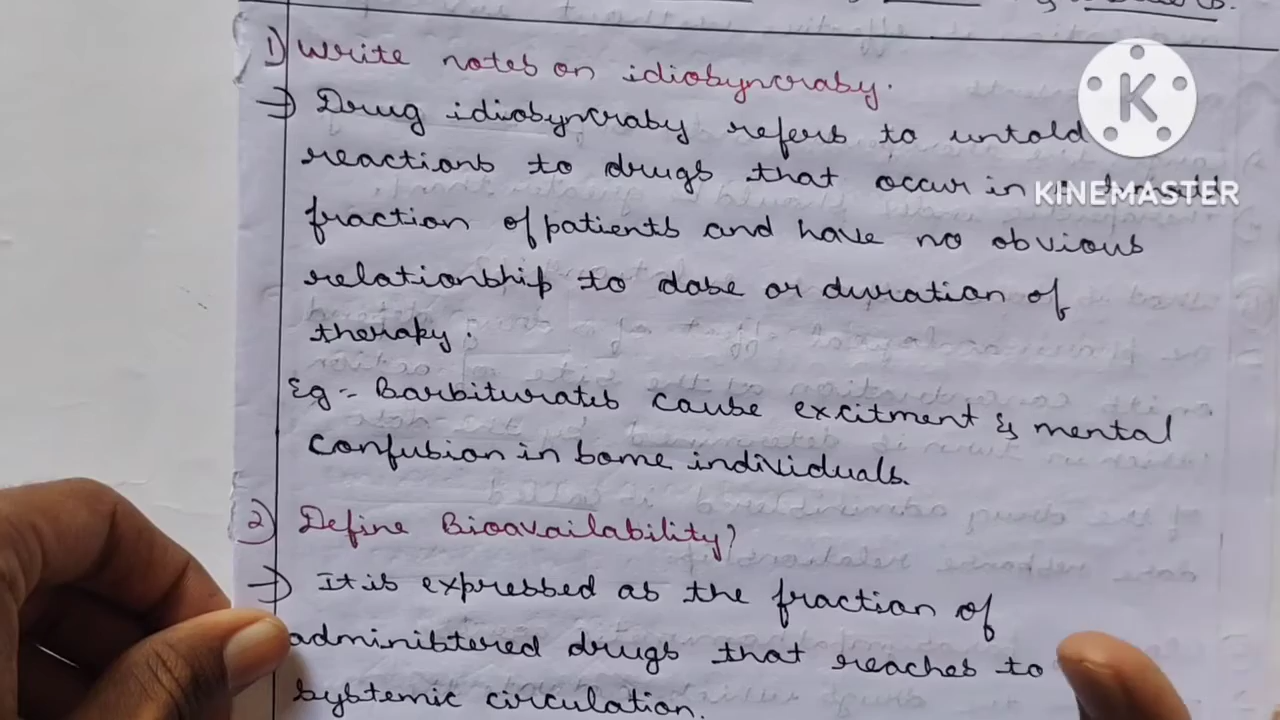 1) Write notes on idiosyncrasy.
→ Drug idiosyncrasy refers to untold
reactions to drugs that occur in a small
KINEMASTER
fraction of patients and have no obvious
relationship to dose or duration of
therapy.
Eg:- Barbiturates cause excitment & mental
confusion in some individuals.
2) Define Bioavailability?
→ It is expressed as the fraction of
administered drugs that reaches to
systemic circulation.